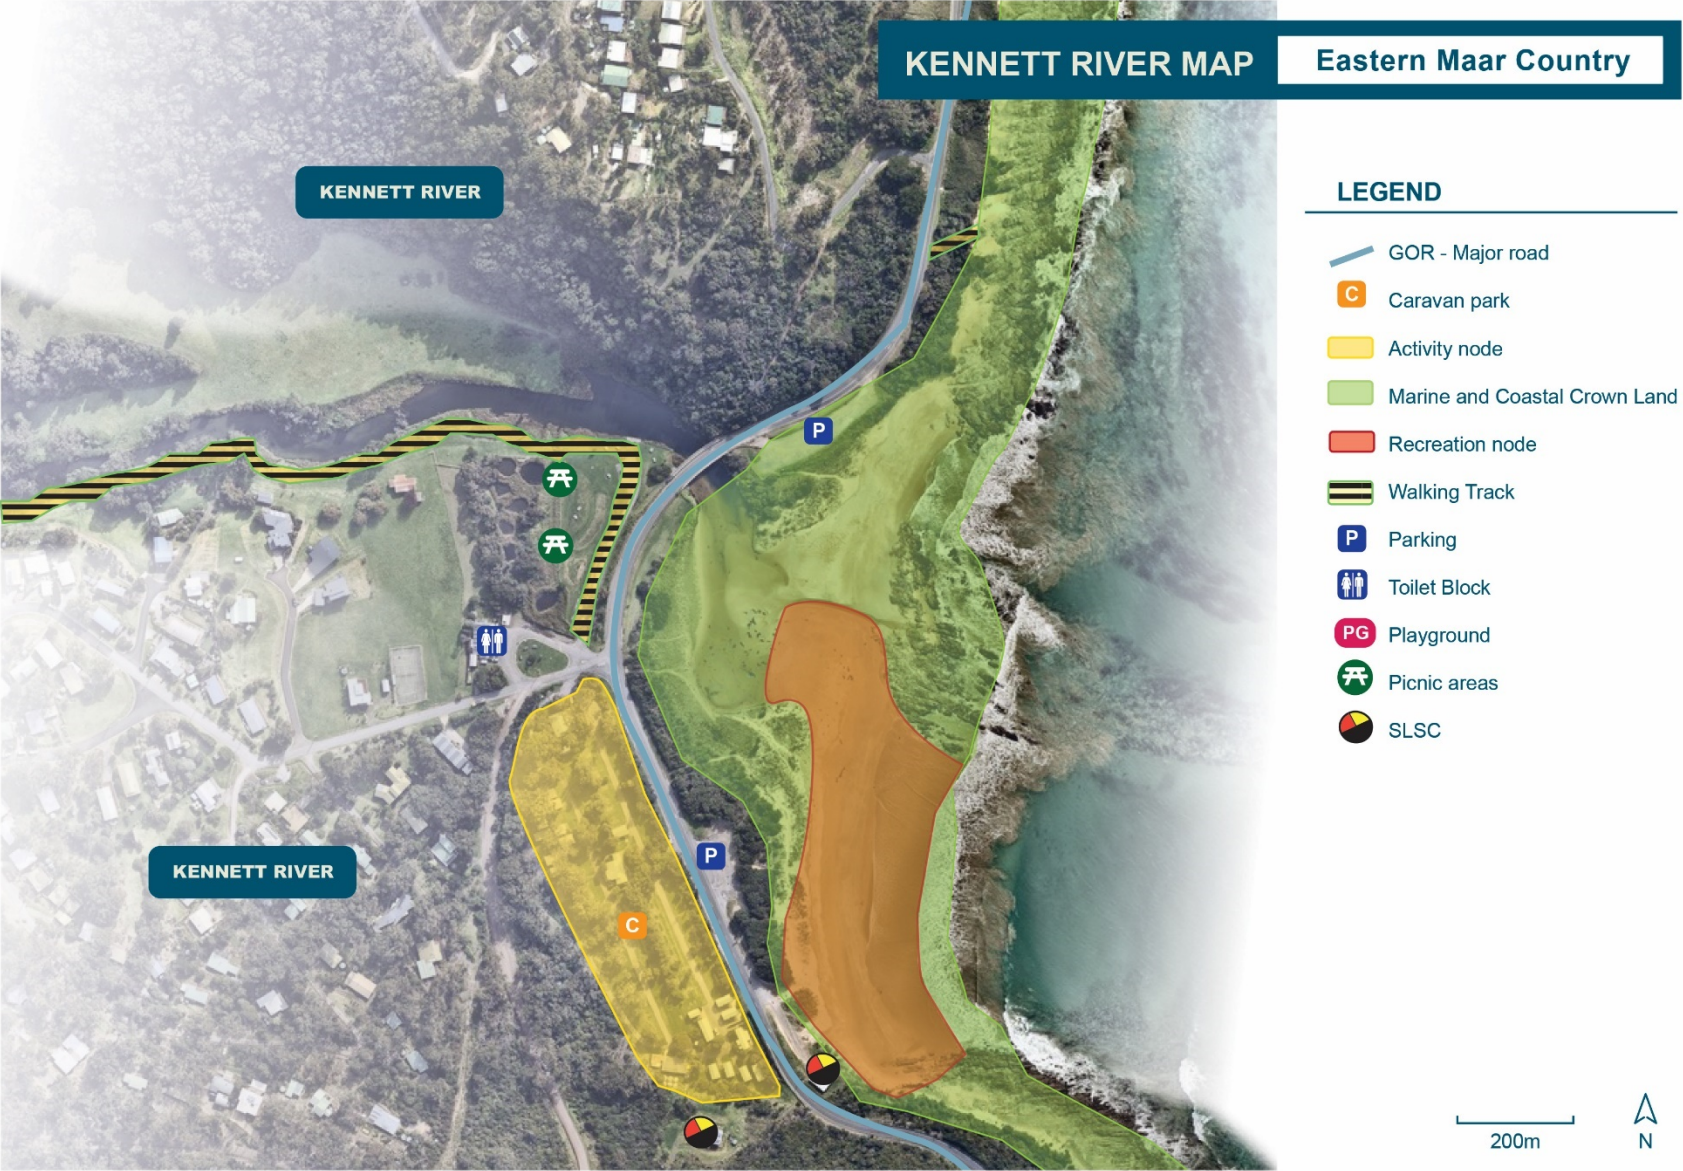 KENNETT RIVER MAP
Eastern Maar Country
KENNETT RIVER
LEGEND
GOR - Major road
C
Caravan park
Activity node
Marine and Coastal Crown Land
Recreation node
Walking Track
P
Parking
Toilet Block
PG
Playground
Picnic areas
SLSC
P
P
KENNETT RIVER
C
200m
N